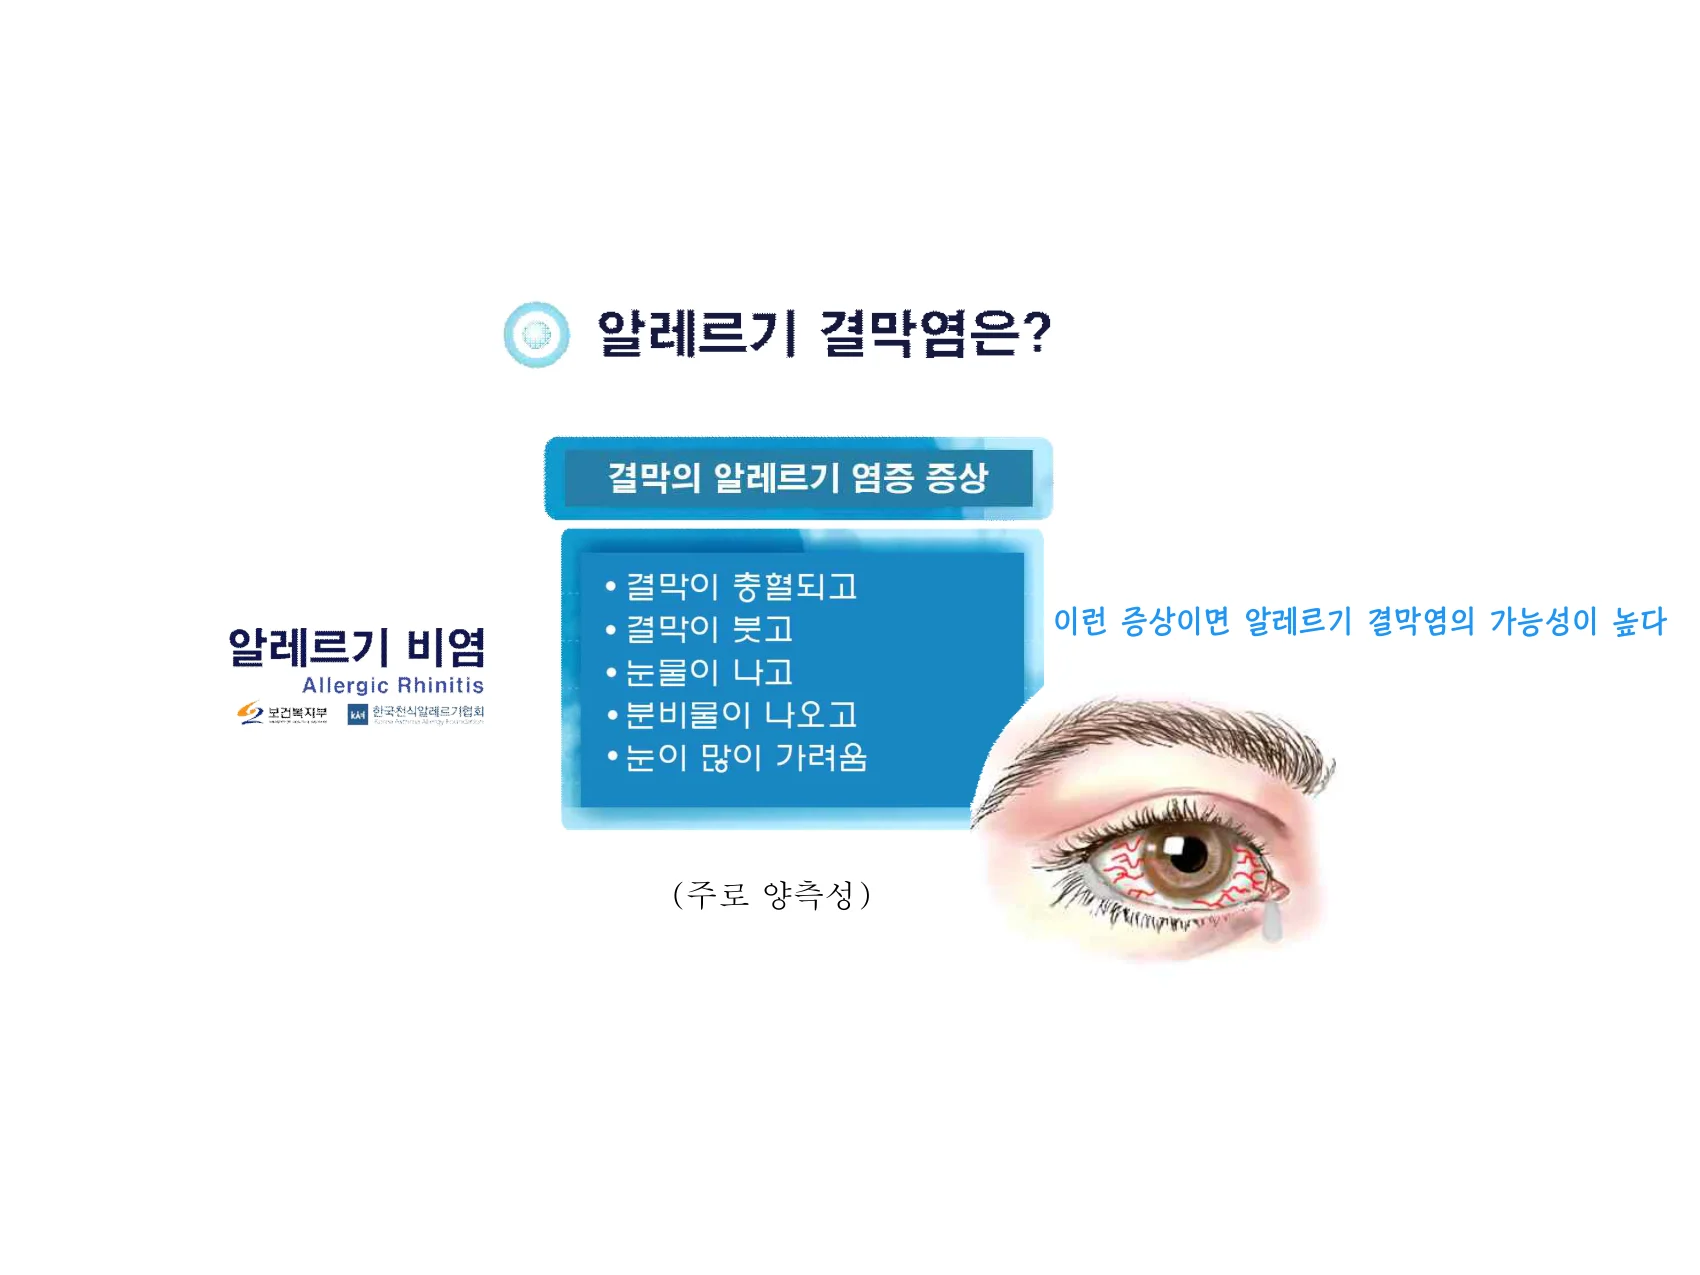 알레르기 결막염은?
결막의 알레르기 염증 증상
• 결막이 충혈되고
• 결막이 붓고
• 눈물이 나고
• 분비물이 나오고
• 눈이 많이 가려움
이런 증상이면 알레르기 결막염의 가능성이 높다
알레르기 비염
Allergic Rhinitis
보건복지부
한국천식알레르기협회
Korea Asthma Allergy Foundation
(주로 양측성)